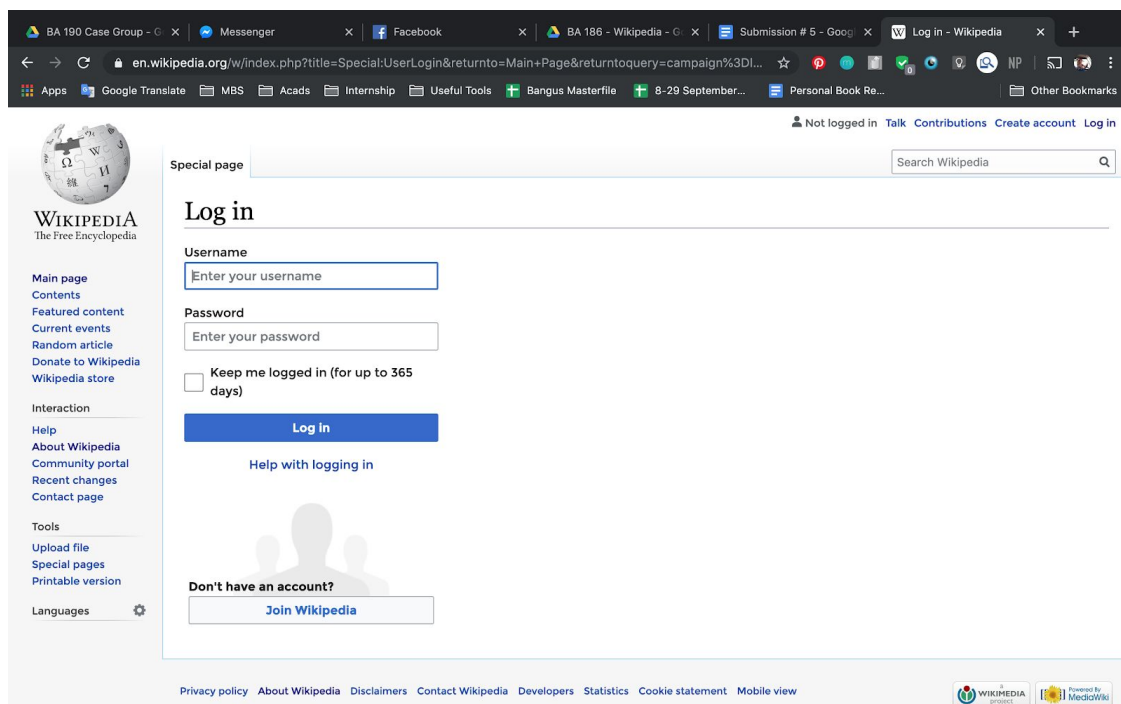 BA 190 Case Group - G
Messenger
Facebook
BA 186 - Wikipedia - G
Submission # 5 - Goog
Log in - Wikipedia
en.wikipedia.org/w/index.php?title=Special:UserLogin&returnto=Main+Page&returntoquery=campaign%3DI...
NP
Apps Google Translate MBS Acads Internship Useful Tools Bangus Masterfile 8-29 September... Personal Book Re... Other Bookmarks
Not logged in Talk Contributions Create account Log in
Special page
Search Wikipedia
WIKIPEDIA
The Free Encyclopedia
Main page
Contents
Featured content
Current events
Random article
Donate to Wikipedia
Wikipedia store
Interaction
Help
About Wikipedia
Community portal
Recent changes
Contact page
Tools
Upload file
Special pages
Printable version
Languages
Log in
Username
Enter your username
Password
Enter your password
Keep me logged in (for up to 365
days)
Log in
Help with logging in
Don't have an account?
Join Wikipedia
Privacy policy About Wikipedia Disclaimers Contact Wikipedia Developers Statistics Cookie statement Mobile view
a
WIKIMEDIA
project
Powered By
MediaWiki